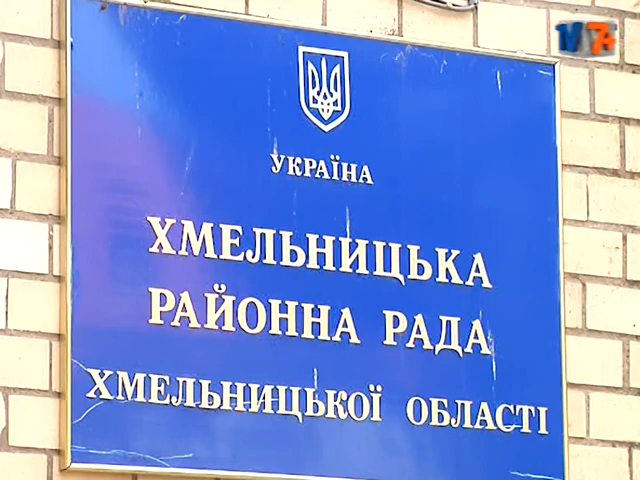 УКРАЇНА
ХМЕЛЬНИЦЬКА
РАЙОННА РАДА
ХМЕЛЬНИЦЬКОЇ ОБЛАСТІ